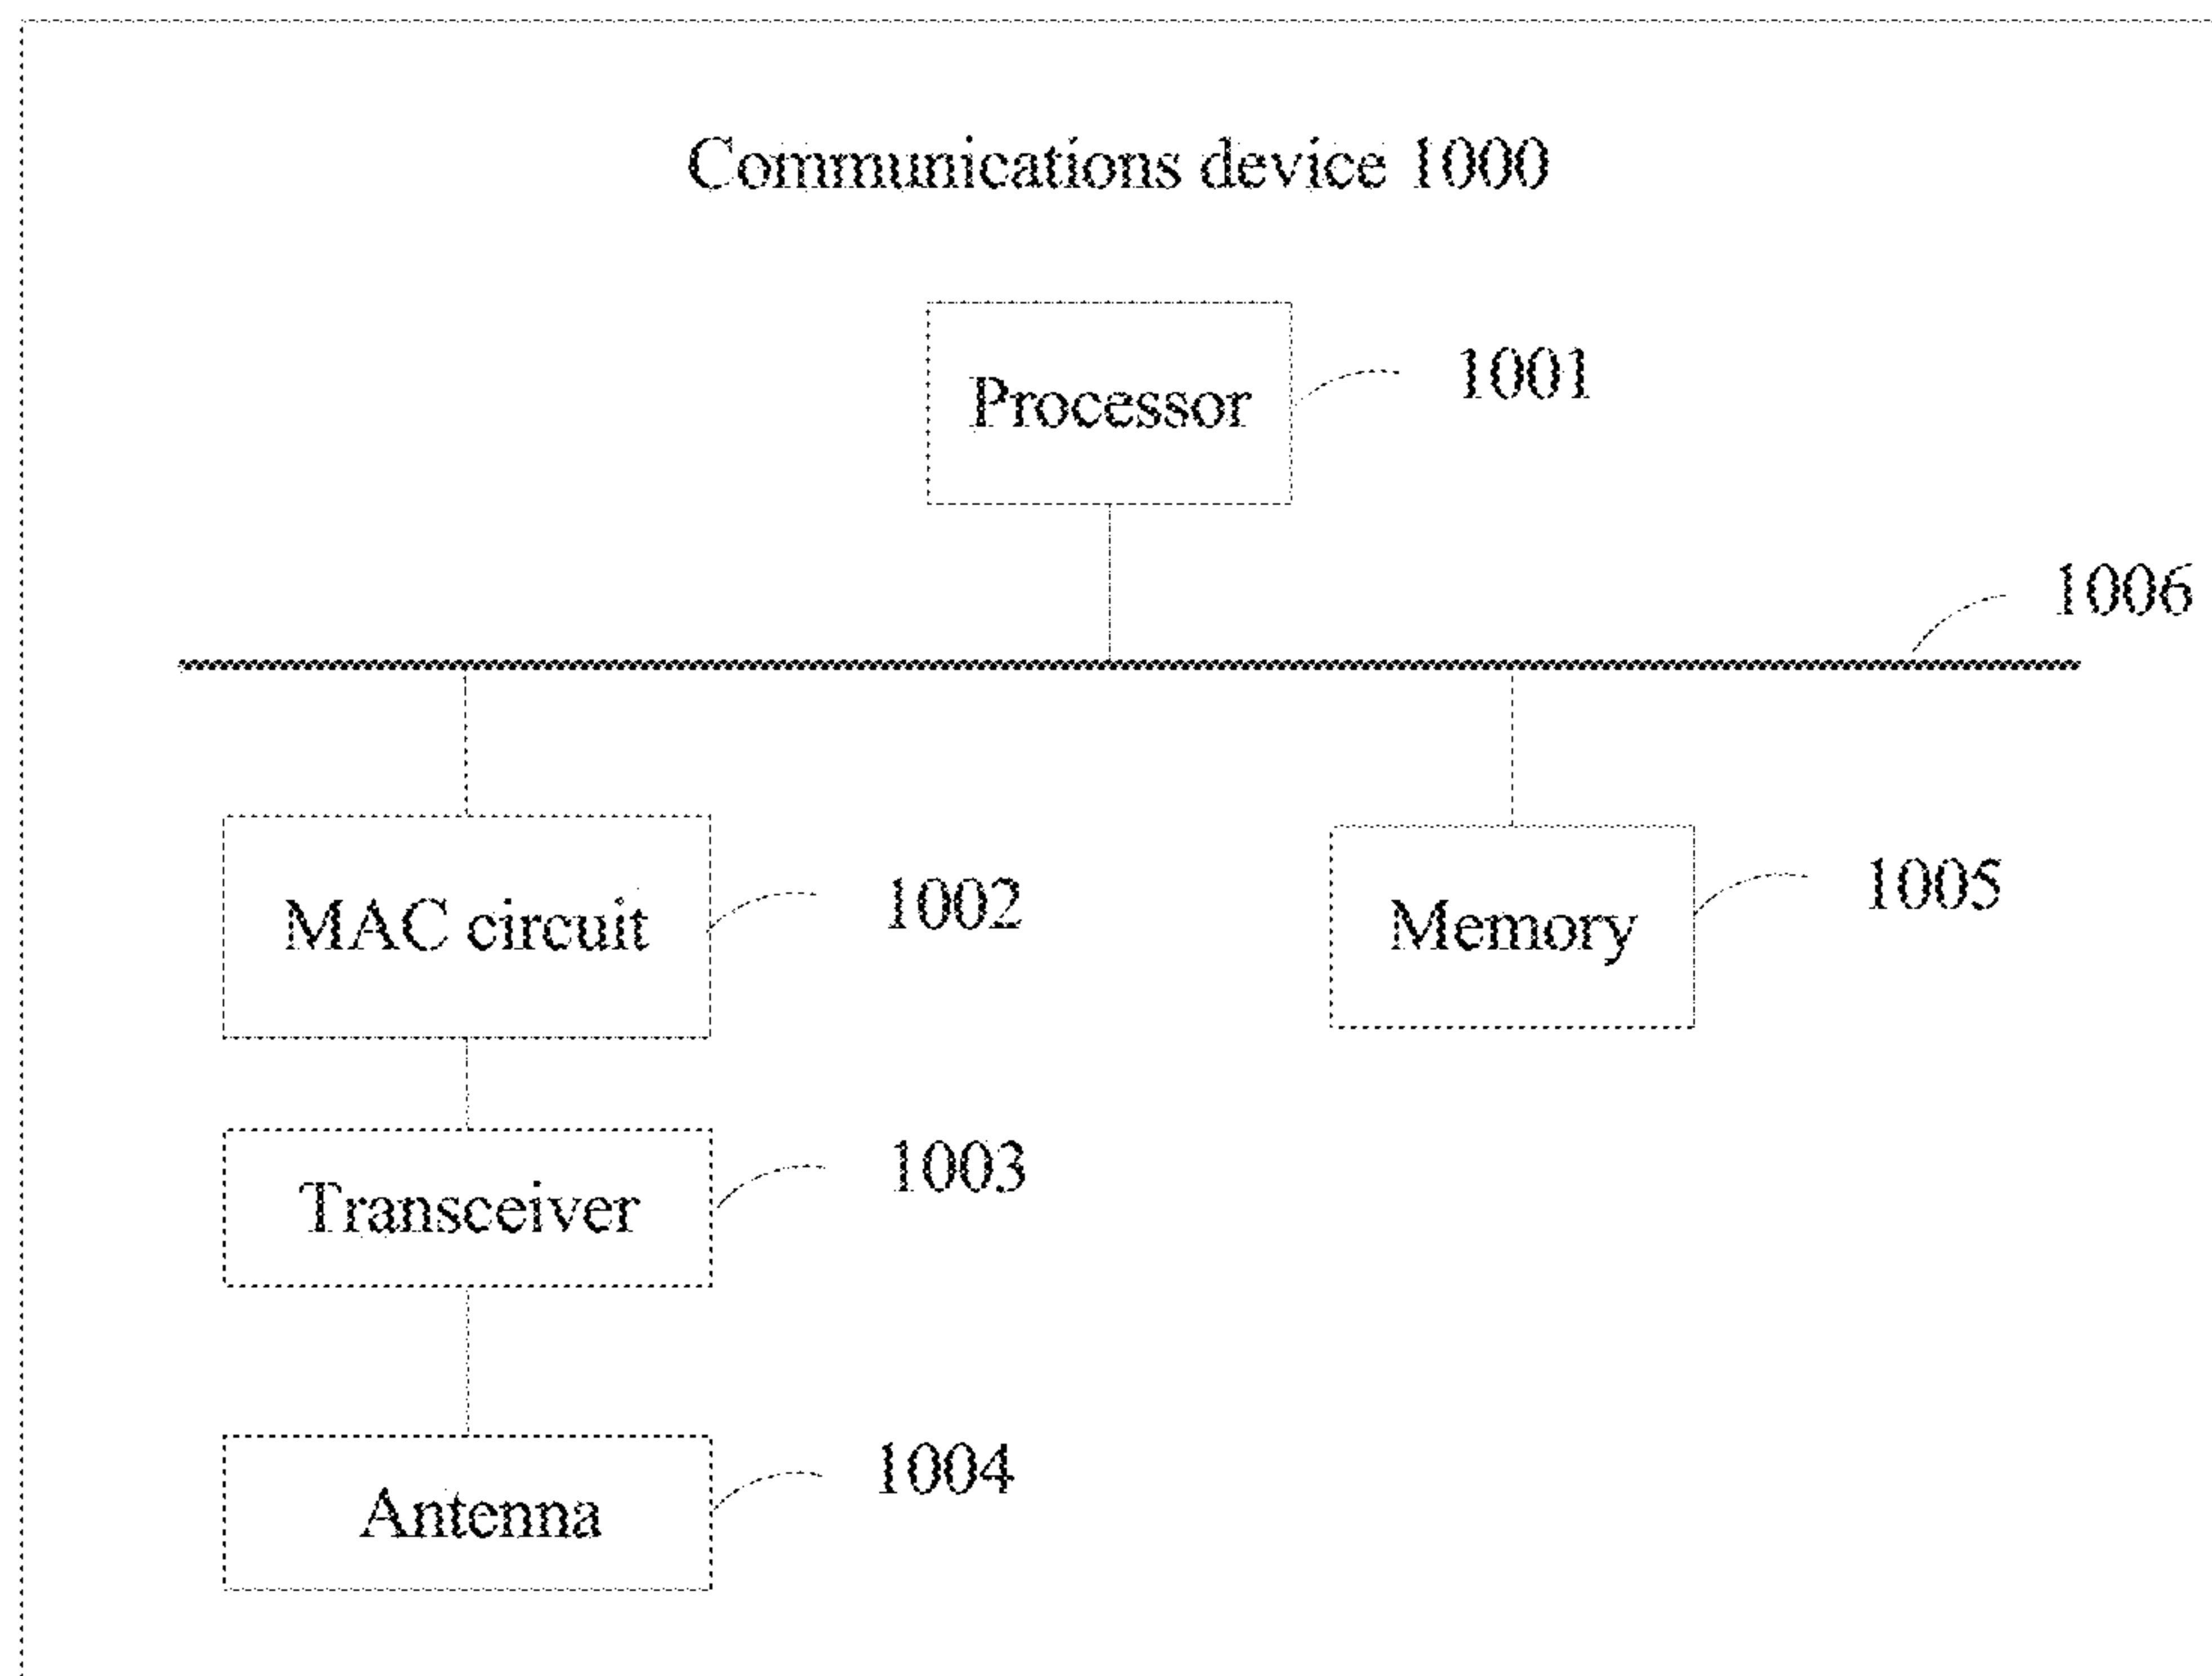 Communications device 1000
Processor
1001
1006
MAC circuit
1002
Memory
1005
Transceiver
1003
Antenna
1004